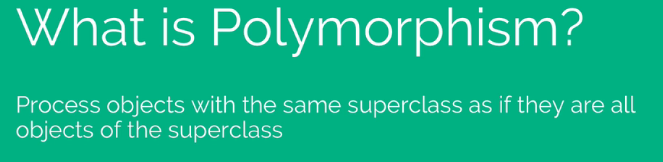 What is Polymorphism?
Process objects with the same superclass as if they are all
objects of the superclass